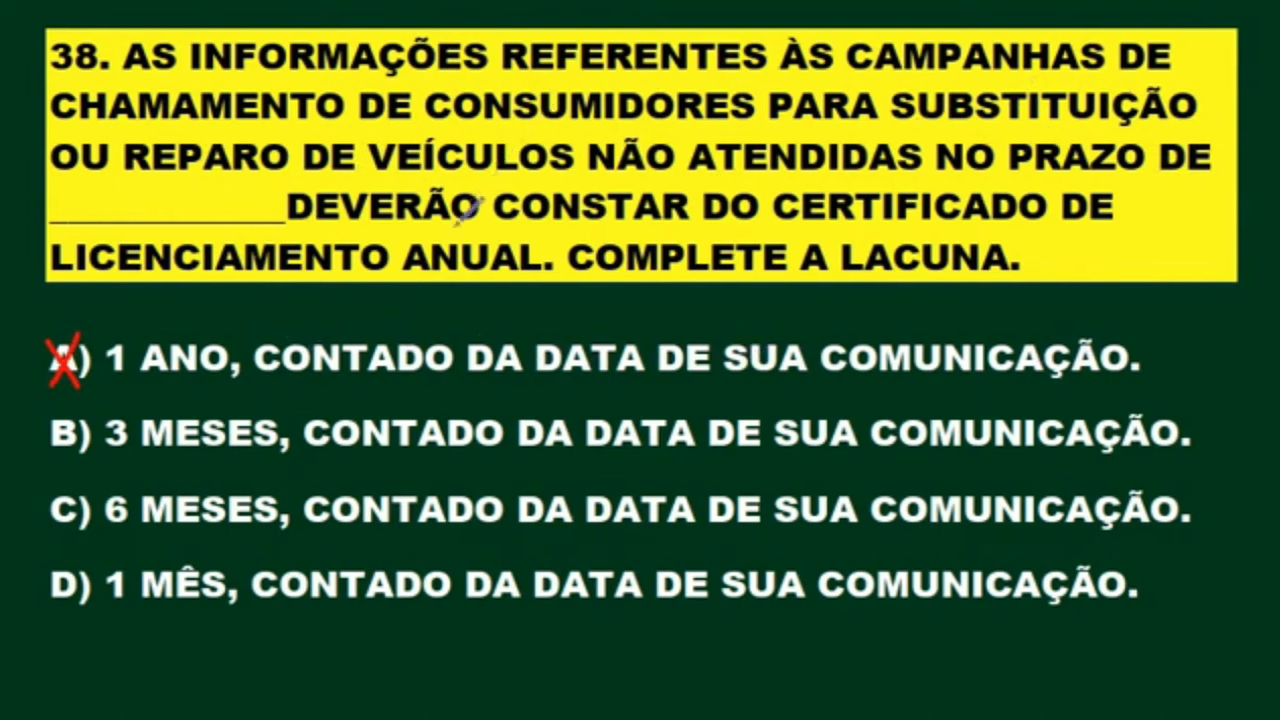 38. AS INFORMAÇÕES REFERENTES ÀS CAMPANHAS DE
CHAMAMENTO DE CONSUMIDORES PARA SUBSTITUIÇÃO
OU REPARO DE VEÍCULOS NÃO ATENDIDAS NO PRAZO DE
_____________DEVERÃO CONSTAR DO CERTIFICADO DE
LICENCIAMENTO ANUAL. COMPLETE A LACUNA.
A) 1 ANO, CONTADO DA DATA DE SUA COMUNICAÇÃO.
B) 3 MESES, CONTADO DA DATA DE SUA COMUNICAÇÃO.
C) 6 MESES, CONTADO DA DATA DE SUA COMUNICAÇÃO.
D) 1 MÊS, CONTADO DA DATA DE SUA COMUNICAÇÃO.